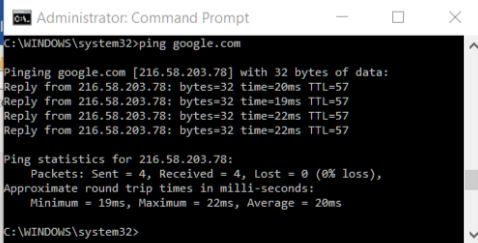 Administrator: Command Prompt
C:\WINDOWS\system32>ping google.com
Pinging google.com [216.58.203.78] with 32 bytes of data:
Reply from 216.58.203.78: bytes=32 time=20ms TTL=57
Reply from 216.58.203.78: bytes=32 time=19ms TTL=57
Reply from 216.58.203.78: bytes=32 time=22ms TTL=57
Reply from 216.58.203.78: bytes=32 time=22ms TTL=57
Ping statistics for 216.58.203.78:
Packets: Sent = 4, Received = 4, Lost = 0 (0% loss),
Approximate round trip times in milli-seconds:
Minimum = 19ms, Maximum = 22ms, Average = 20ms
C:\WINDOWS\system32>